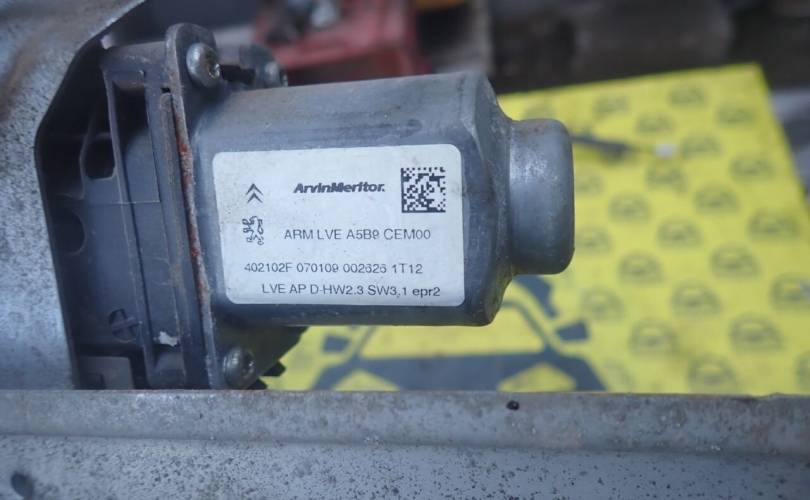 ArvinMeritor.
ARM LVE A5B9 CEM00
402102F 070109 002626 1T12
LVE AP D-HW2.3 SW3.1 epr2